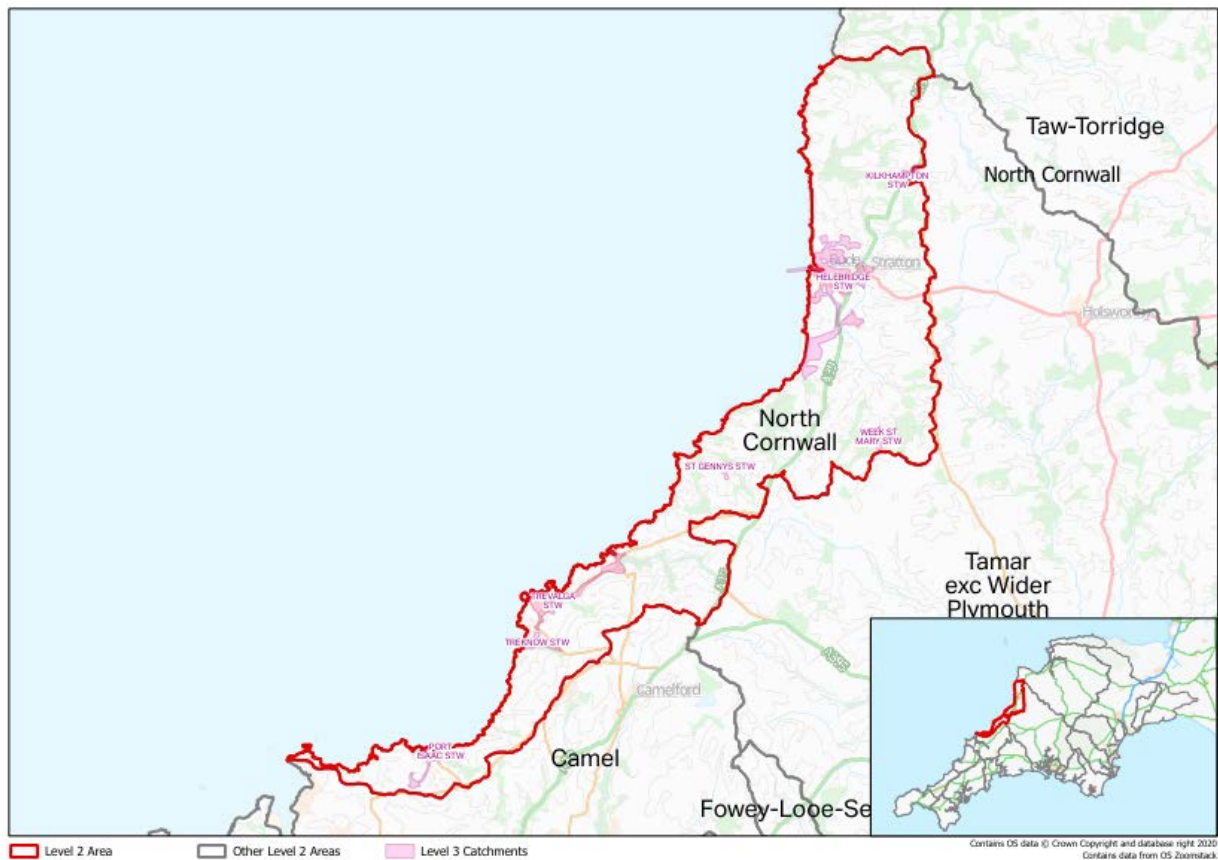 Taw-Torridge
North Cornwall
KILKHAMPTON
STW
Bude
Stratton
HELEBRIDGE
STW
Holsworthy
A39
North
Cornwall
WEEK ST
MARY STW
ST GENNYS STW
Tamar
exc Wider
Plymouth
TREVALGA
STW
TREKNOW STW
A395
Camelford
PORT
ISAAC STW
Camel
Fowey-Looe-Se
Level 2 Area
Other Level 2 Areas
Level 3 Catchments
Contains OS data © Crown Copyright and database right 2020
Contains data from OS Zoomstack